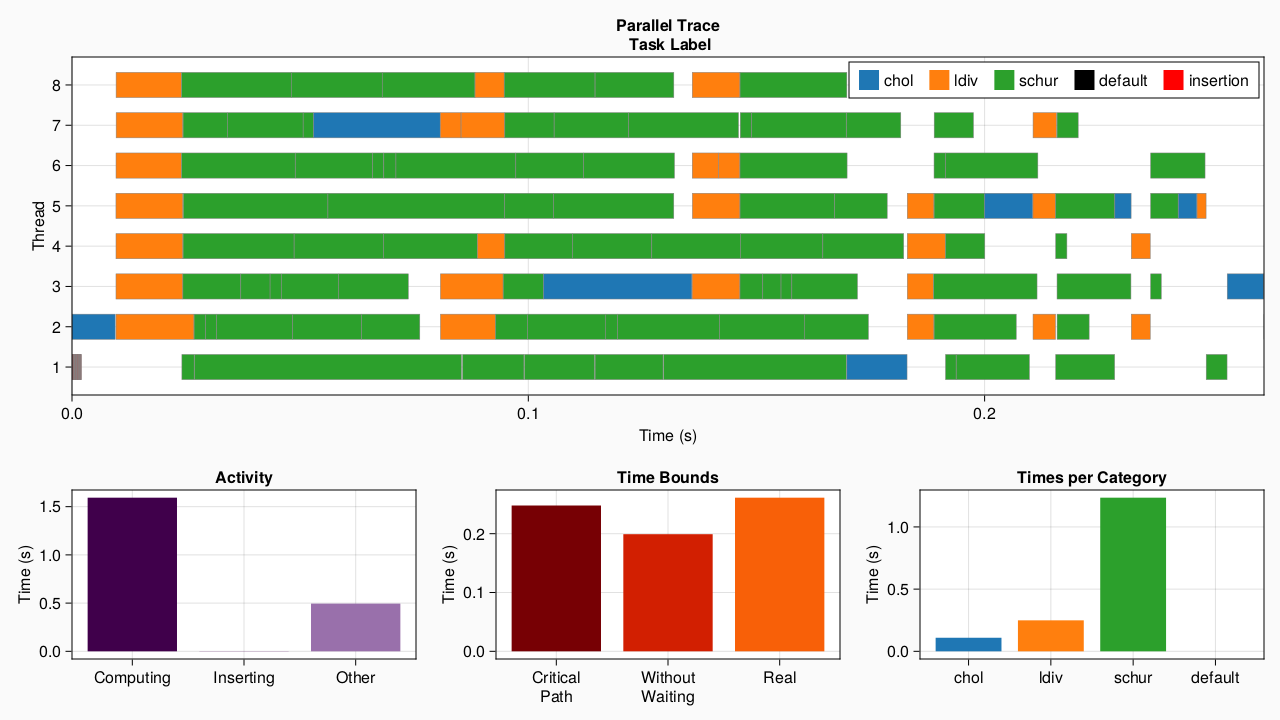 Parallel Trace
Task Label
chol ldiv schur default insertion
Thread
8
7
6
5
4
3
2
1
0.0 0.1 0.2
Time (s)
Activity
Time (s)
1.5
1.0
0.5
0.0
Computing Inserting Other
Time Bounds
Time (s)
0.2
0.1
0.0
Critical Path
Without Waiting
Real
Times per Category
Time (s)
1.0
0.5
0.0
chol ldiv schur default